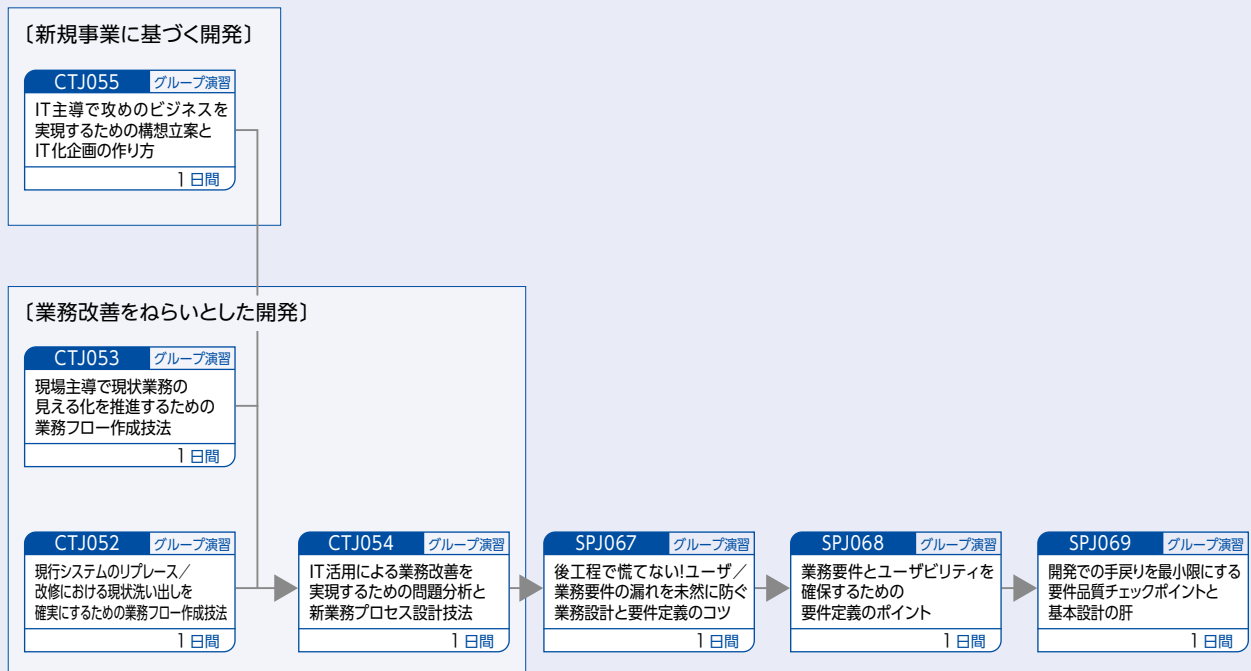 〔新規事業に基づく開発〕
CTJ055 グループ演習
IT主導で攻めのビジネスを
実現するための構想立案と
IT化企画の作り方
1日間
〔業務改善をねらいとした開発〕
CTJ053 グループ演習
現場主導で現状業務の
見える化を推進するための
業務フロー作成技法
1日間
CTJ052 グループ演習
現行システムのリプレース／
改修における現状洗い出しを
確実にするための業務フロー作成技法
1日間
CTJ054 グループ演習
IT活用による業務改善を
実現するための問題分析と
新業務プロセス設計技法
1日間
SPJ067 グループ演習
後工程で慌てない!ユーザ／
業務要件の漏れを未然に防ぐ
業務設計と要件定義のコツ
1日間
SPJ068 グループ演習
業務要件とユーザビリティを
確保するための
要件定義のポイント
1日間
SPJ069 グループ演習
開発での手戻りを最小限にする
要件品質チェックポイントと
基本設計の肝
1日間